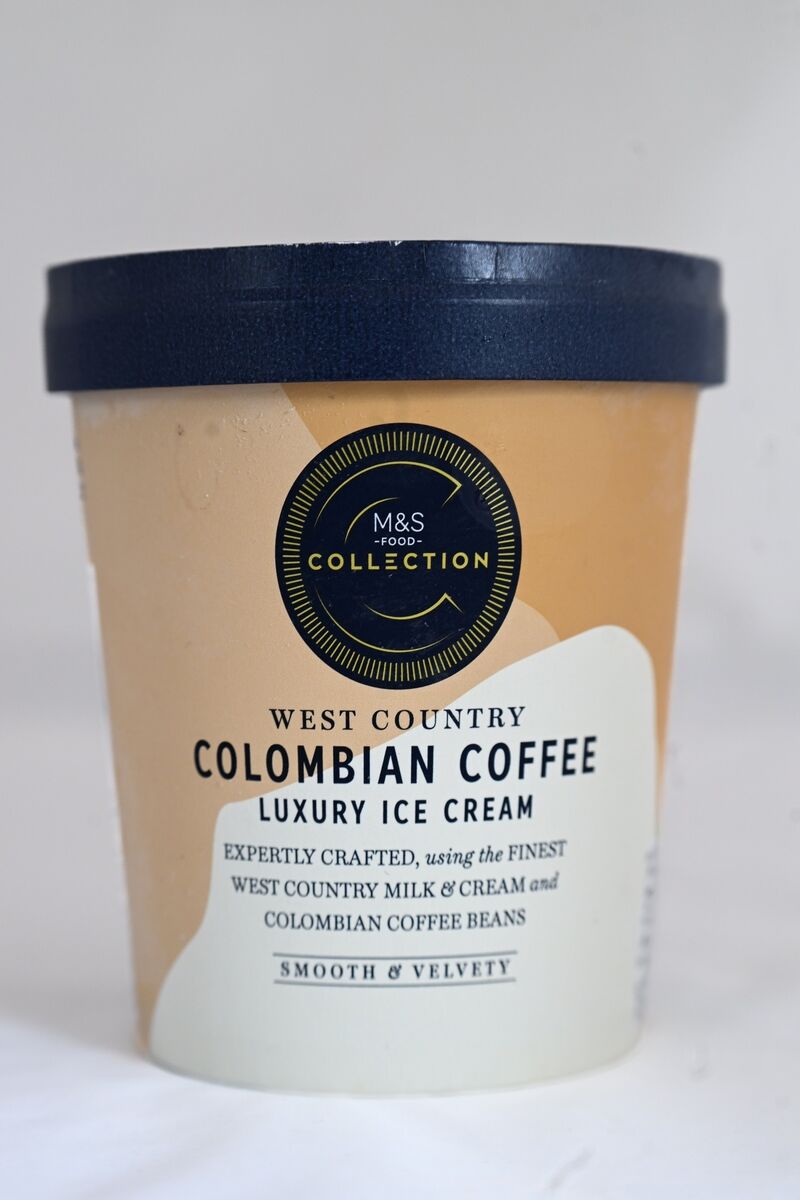 M&S
-FOOD-
COLLECTION
WEST COUNTRY
COLOMBIAN COFFEE
LUXURY ICE CREAM
EXPERTLY CRAFTED, using the FINEST
WEST COUNTRY MILK & CREAM and
COLOMBIAN COFFEE BEANS
SMOOTH & VELVETY